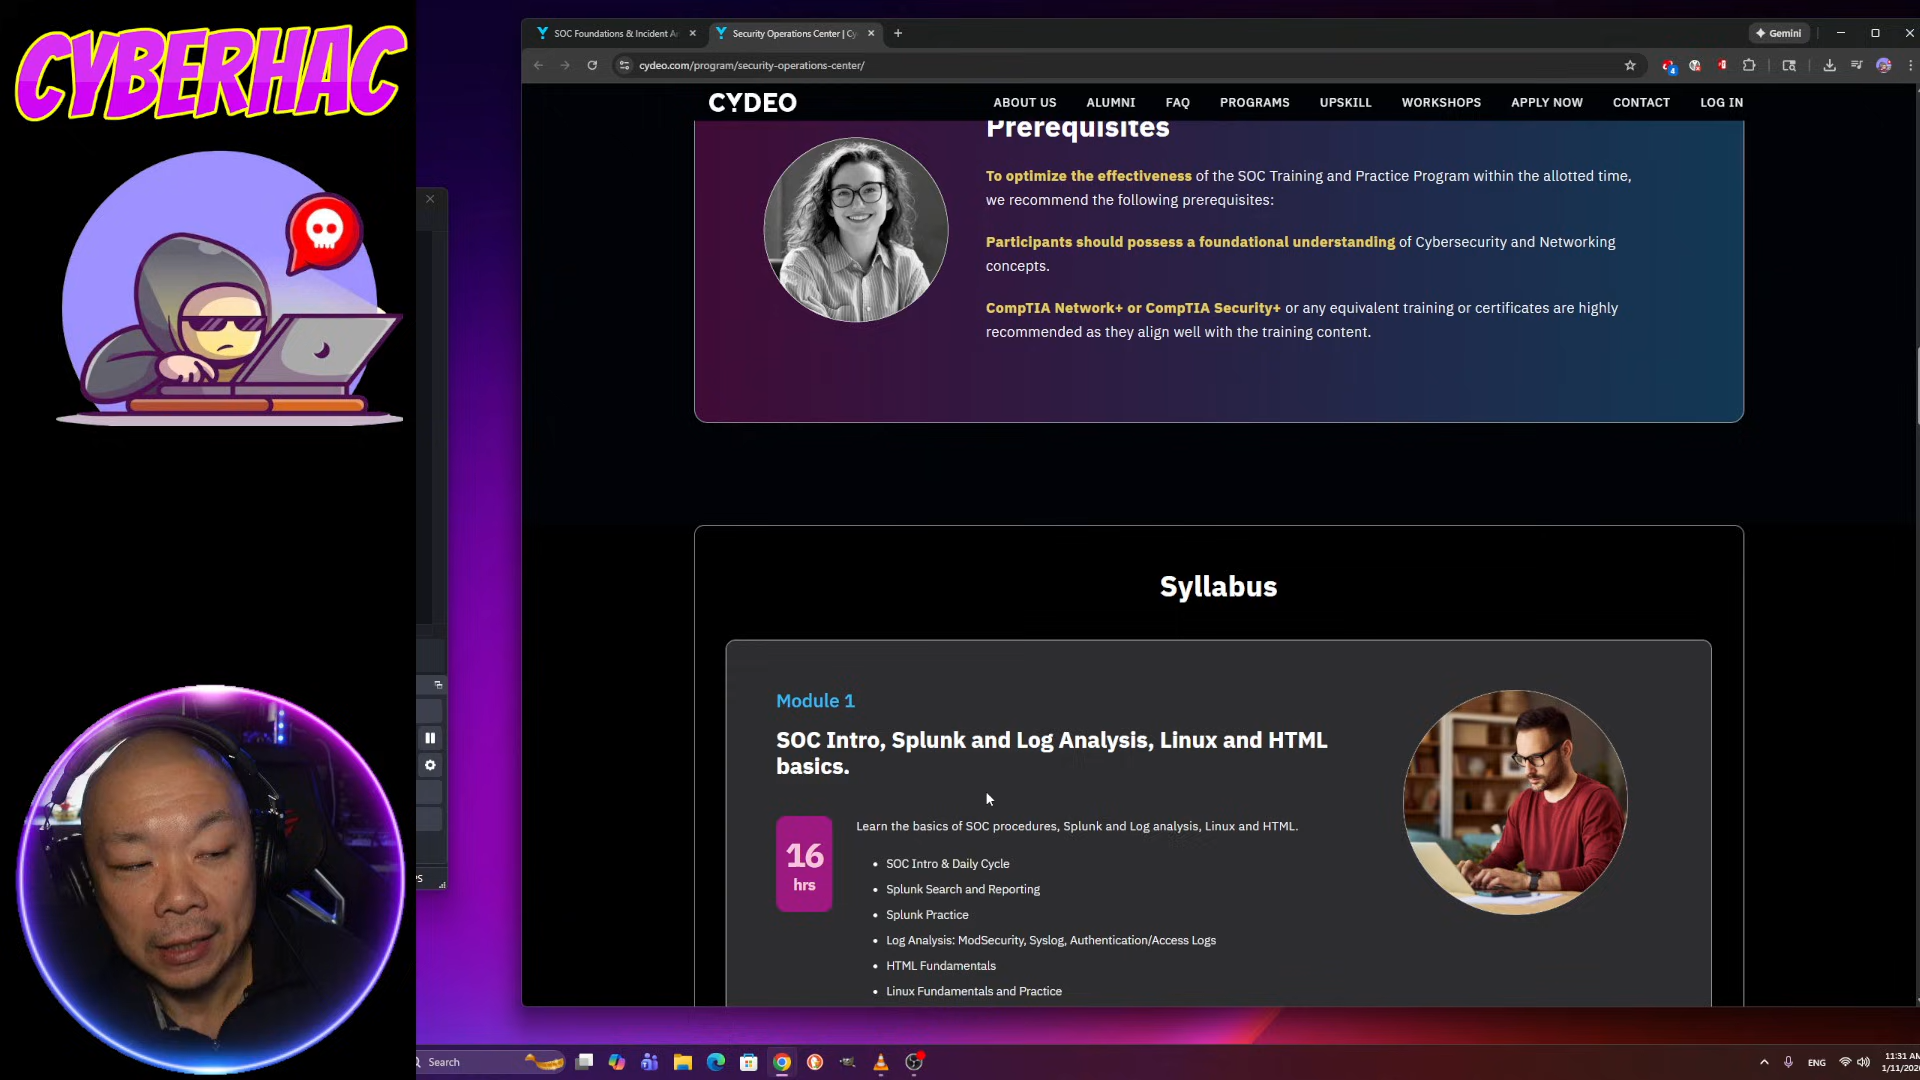 CYBERHAC
SOC Foundations & Incident
Security Operations Center | Cy
Gemini
cydeo.com/program/security-operations-center/
4
CYDEO
ABOUT US
ALUMNI
FAQ
PROGRAMS
UPSKILL
WORKSHOPS
APPLY NOW
CONTACT
LOG IN
Prerequisites
To optimize the effectiveness of the SOC Training and Practice Program within the allotted time,
we recommend the following prerequisites:
Participants should possess a foundational understanding of Cybersecurity and Networking
concepts.
CompTIA Network+ or CompTIA Security+ or any equivalent training or certificates are highly
recommended as they align well with the training content.
Syllabus
Module 1
SOC Intro, Splunk and Log Analysis, Linux and HTML
basics.
16
hrs
Learn the basics of SOC procedures, Splunk and Log analysis, Linux and HTML.
• SOC Intro & Daily Cycle
• Splunk Search and Reporting
• Splunk Practice
• Log Analysis: ModSecurity, Syslog, Authentication/Access Logs
• HTML Fundamentals
• Linux Fundamentals and Practice
Search
ENG
11:31 AM